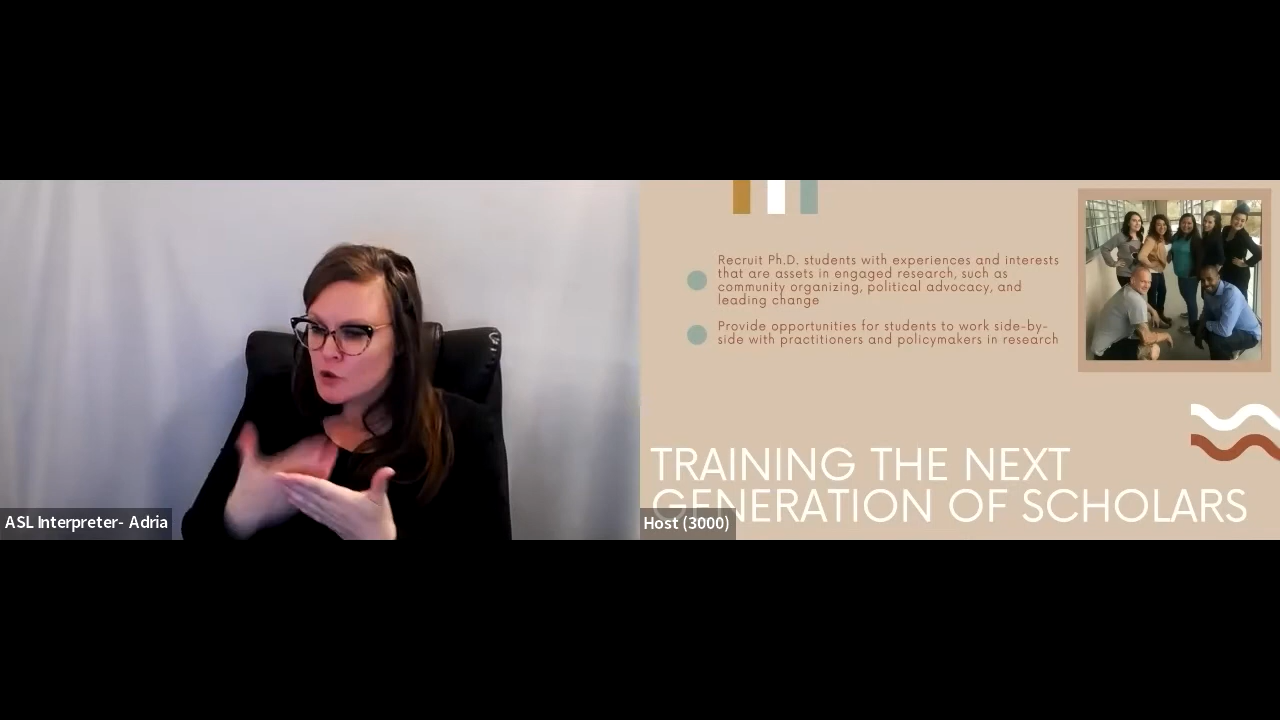 Recruit Ph.D. students with experiences and interests
that are assets in engaged research, such as
community organizing, political advocacy, and
leading change
Provide opportunities for students to work side-by-
side with practitioners and policymakers in research
TRAINING THE NEXT
GENERATION OF SCHOLARS
ASL Interpreter- Adria
Host (3000)